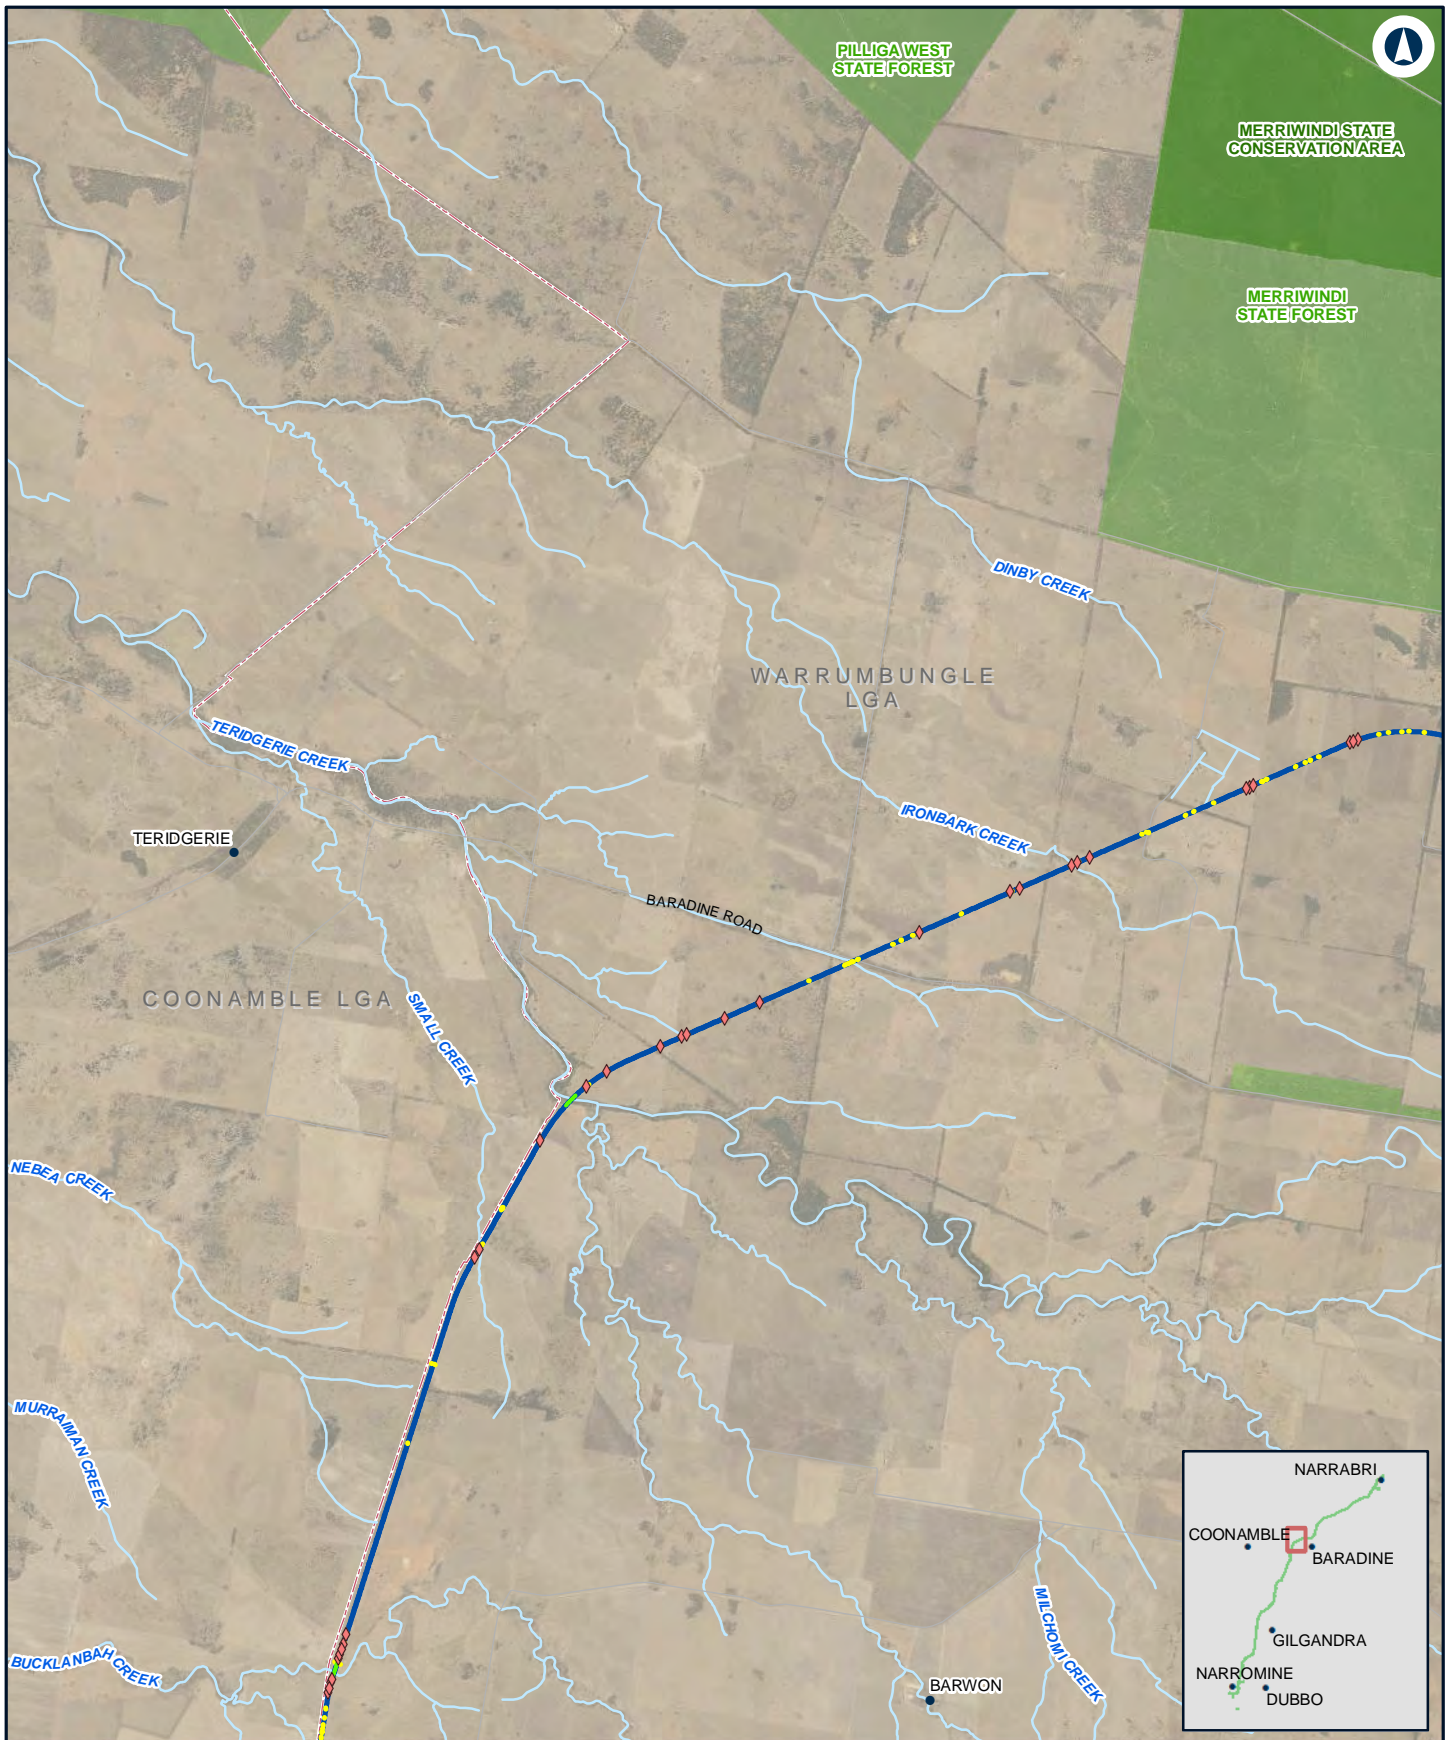 PILLIGA WEST
STATE FOREST
MERRIWINDI STATE
CONSERVATION AREA
MERRIWINDI
STATE FOREST
DINBY CREEK
WARRUMBUNGLE
LGA
TERIDGERIE CREEK
TERIDGERIE
IRONBARK CREEK
BARADINE ROAD
COONAMBLE LGA
SMALL CREEK
NEBEA CREEK
MURRAIMAN CREEK
BUCKLANBAH CREEK
MILCHOMI CREEK
BARWON
NARRABRI
COONAMBLE
BARADINE
GILGANDRA
NARROMINE
DUBBO